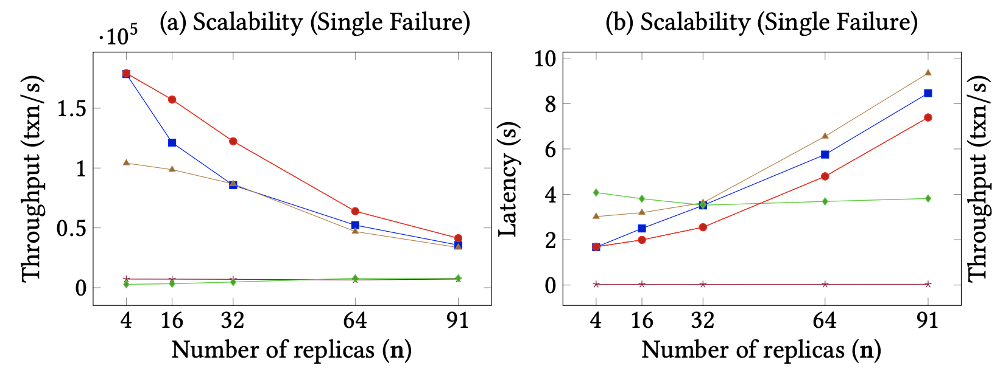 (a) Scalability (Single Failure)
·10⁵
Throughput (txn/s)
1.5
1
0.5
0
4 16 32 64 91
Number of replicas (n)
(b) Scalability (Single Failure)
Latency (s)
10
8
6
4
2
0
4 16 32 64 91
Number of replicas (n)
Throughput (txn/s)